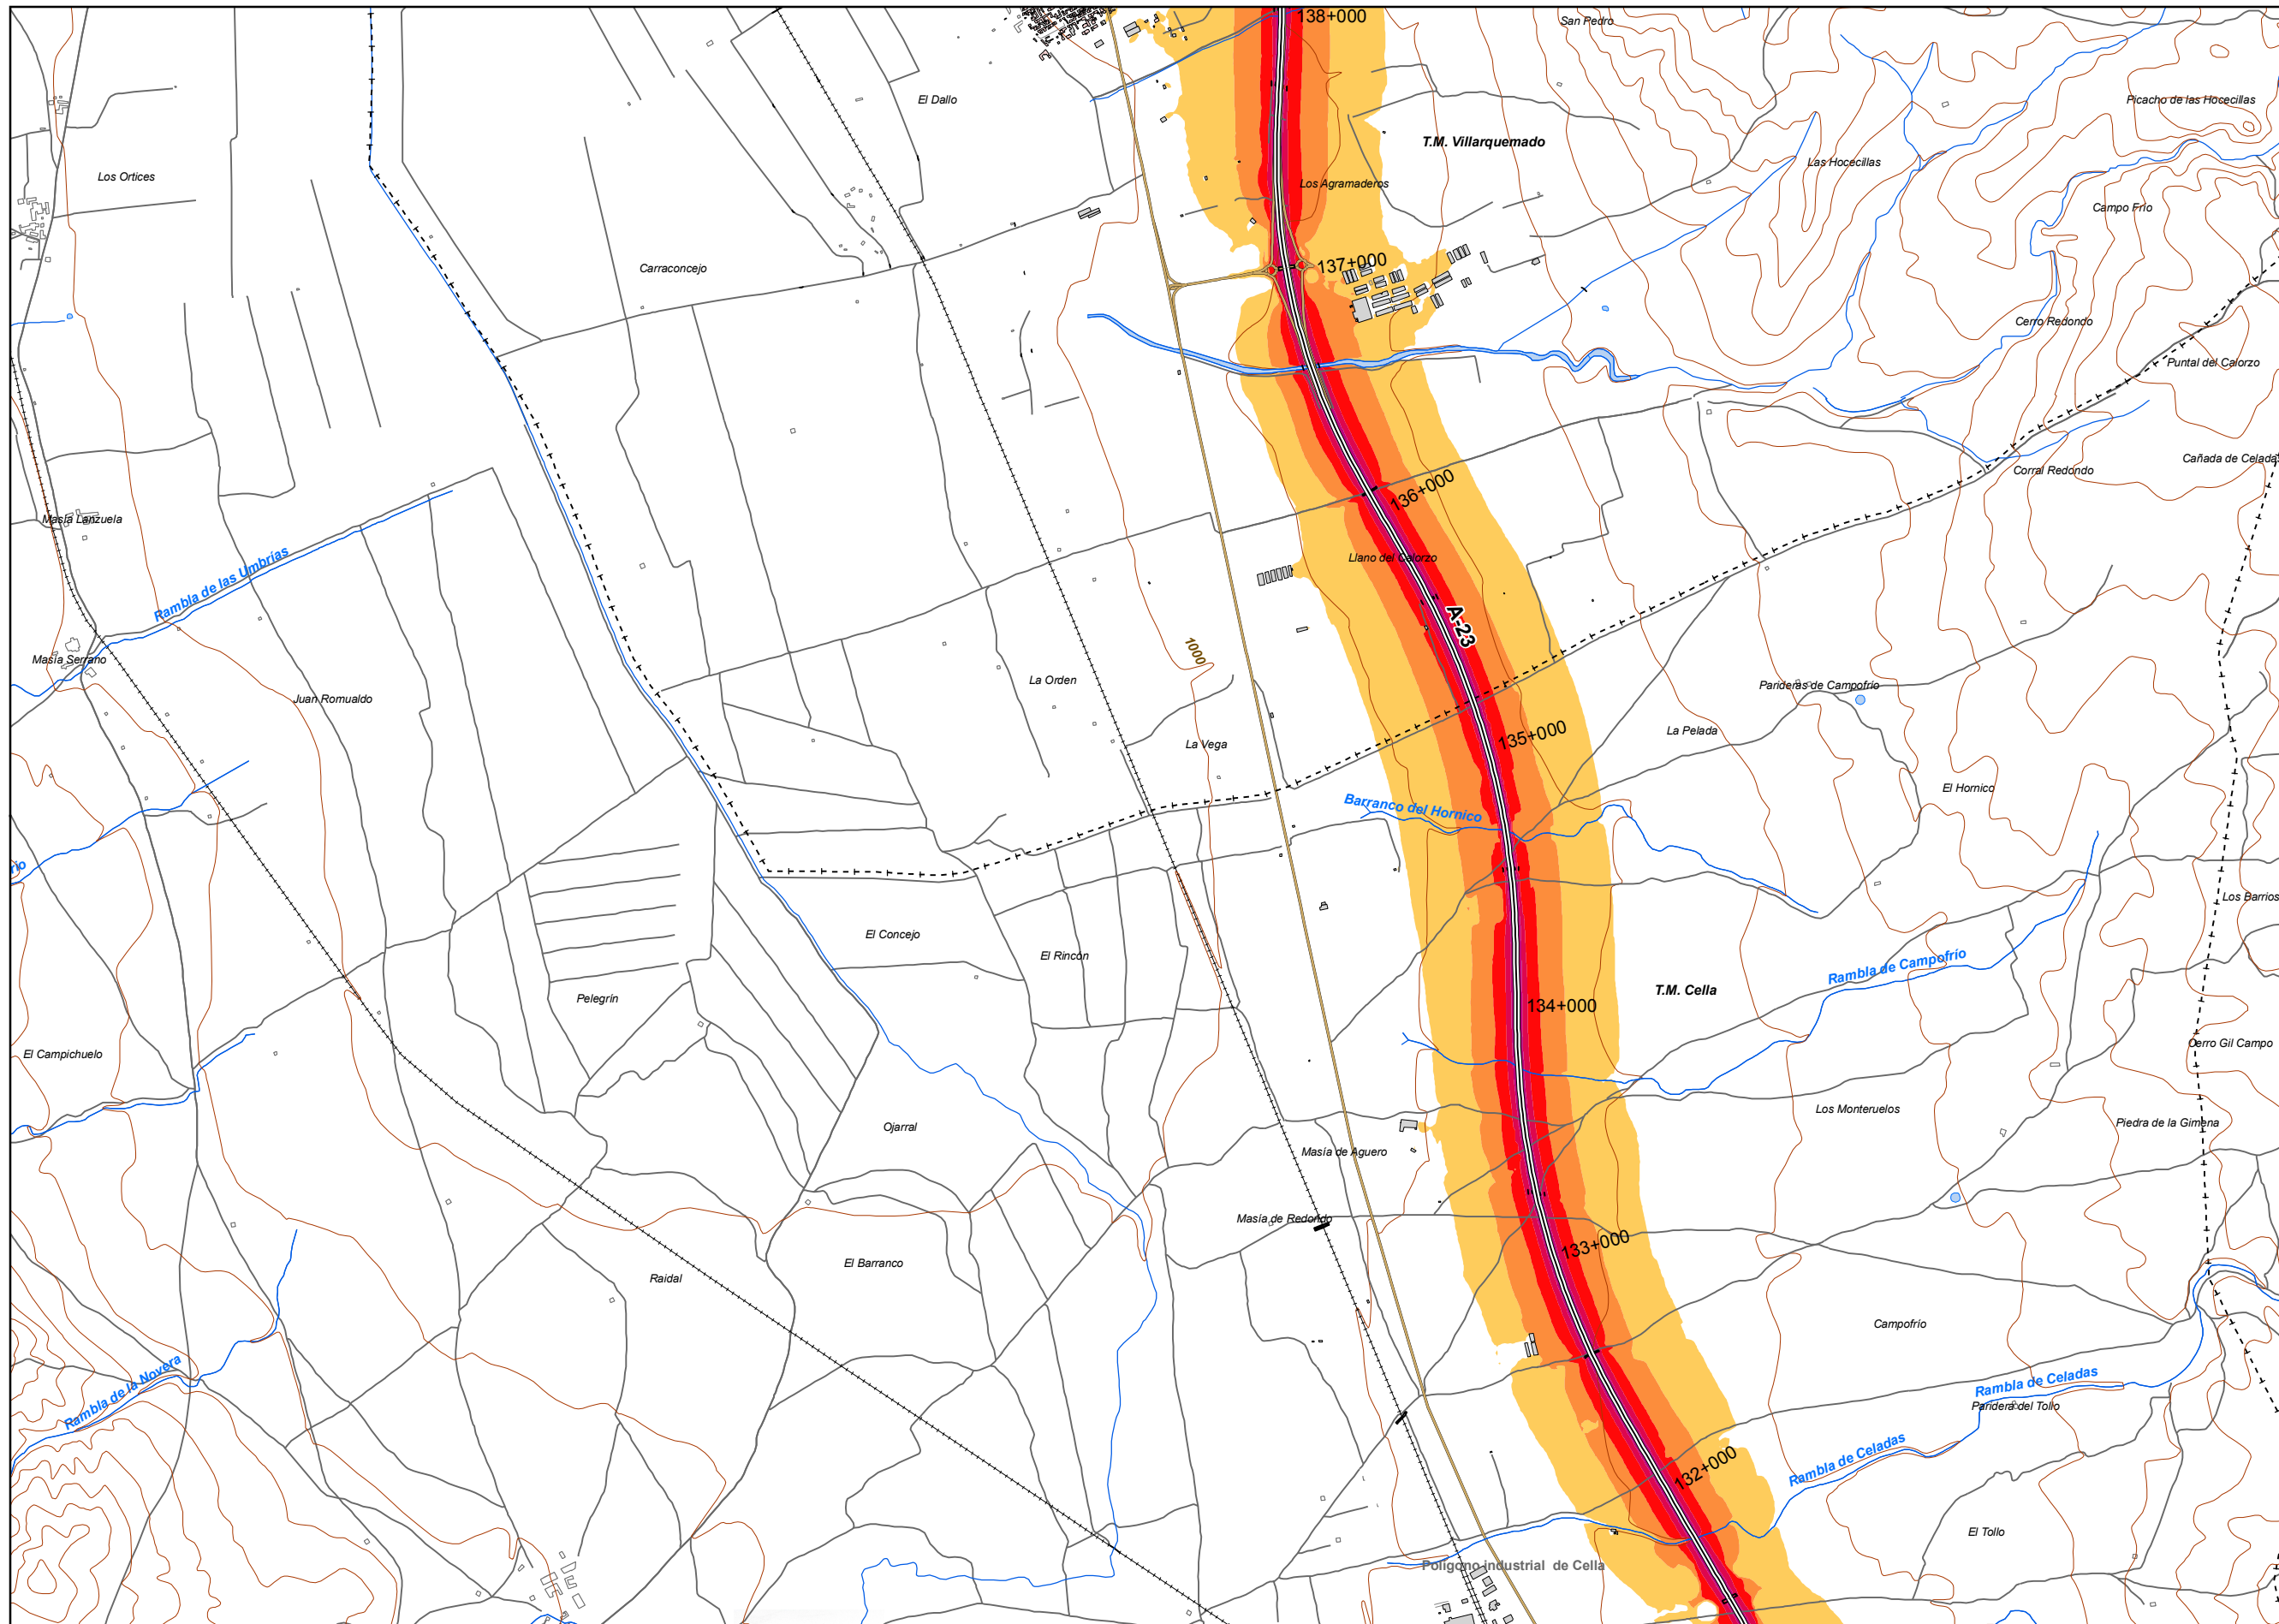 138+000
San Pedro
El Dallo
Picacho de las Hocecillas
T.M. Villarquemado
Las Hocecillas
Los Ortices
Los Agramaderos
Campo Frío
Carraconcejo
137+000
Cerro Redondo
Puntal del Calorzo
Cañada de Celada
Corral Redondo
136+000
Masía Lanzuela
Llano del Calorzo
Rambla de las Umbrías
A-23
1000
Masía Serrano
La Orden
Parideras de Campofrío
Juan Romualdo
La Pelada
135+000
La Vega
El Hornico
Barranco del Hornico
río
Los Barrios
El Concejo
El Rincón
Rambla de Campofrío
T.M. Cella
Pelegrín
134+000
Cerro Gil Campo
El Campichuelo
Los Monteruelos
Piedra de la Gimena
Ojarral
Masía de Aguero
Masía de Redondo
133+000
El Barranco
Raidal
Campofrío
Rambla de la Novera
Rambla de Celadas
Paridera del Tollo
Rambla de Celadas
132+000
El Tollo
Polígono industrial de Cella